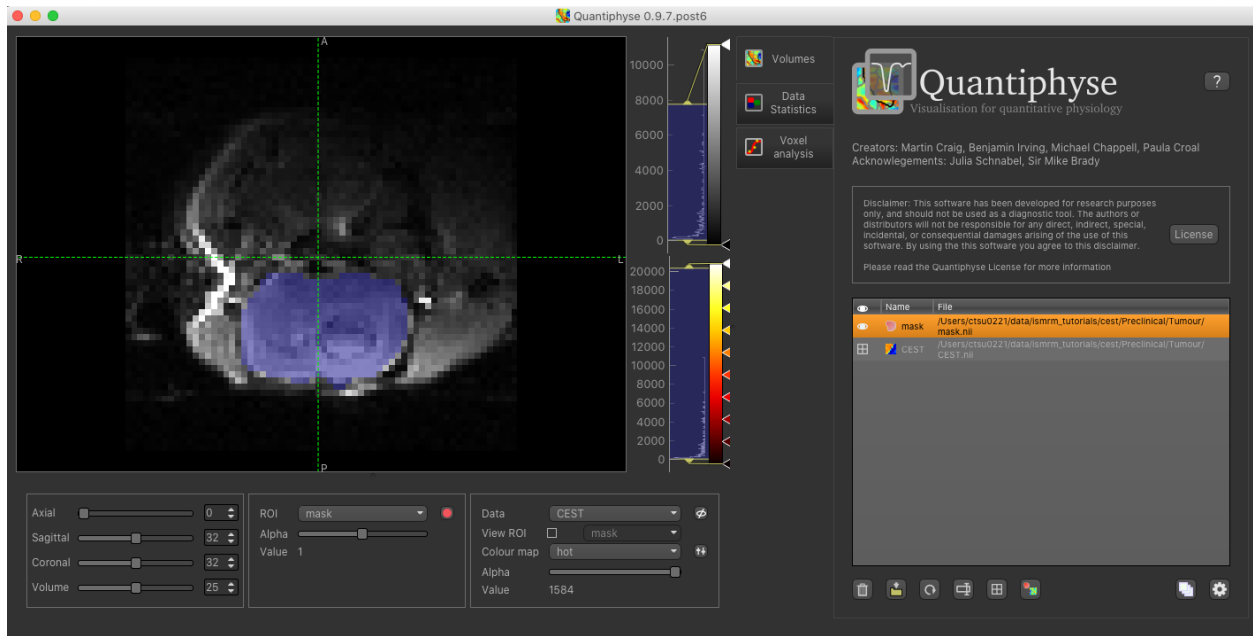 Quantiphyse 0.9.7.post6
A
R
L
P
10000
8000
6000
4000
2000
0
20000
18000
16000
14000
12000
10000
8000
6000
4000
2000
0
Volumes
Data
Statistics
Voxel
analysis
Quantiphyse
Visualisation for quantitative physiology
?
Creators: Martin Craig, Benjamin Irving, Michael Chappell, Paula Croal
Acknowlegements: Julia Schnabel, Sir Mike Brady
Disclaimer: This software has been developed for research purposes
only, and should not be used as a diagnostic tool. The authors or
distributors will not be responsible for any direct, indirect, special,
incidental, or consequential damages arising of the use of this
software. By using the this software you agree to this disclaimer.
Please read the Quantiphyse License for more information
License
Name File
mask /Users/ctsu0221/data/ismrm_tutorials/cest/Preclinical/Tumour/
mask.nii
CEST /Users/ctsu0221/data/ismrm_tutorials/cest/Preclinical/Tumour/
CEST.nii
Axial 0
Sagittal 32
Coronal 32
Volume 25
ROI mask
Alpha
Value 1
Data CEST
View ROI mask
Colour map hot
Alpha
Value 1584